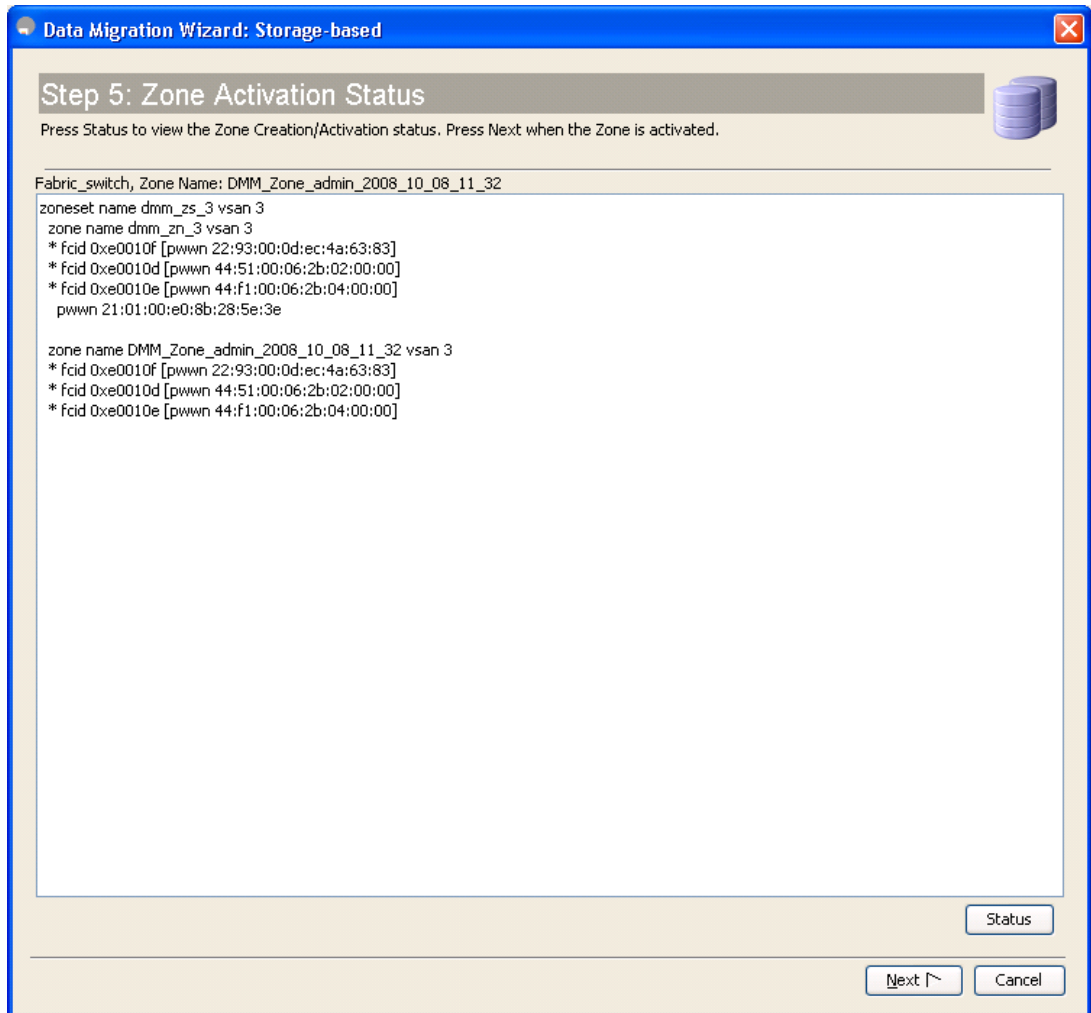 Data Migration Wizard: Storage-based
Step 5: Zone Activation Status
Press Status to view the Zone Creation/Activation status. Press Next when the Zone is activated.
Fabric_switch, Zone Name: DMM_Zone_admin_2008_10_08_11_32
zoneset name dmm_zs_3 vsan 3
zone name dmm_zn_3 vsan 3
* fcid 0xe0010f [pwwn 22:93:00:0d:ec:4a:63:83]
* fcid 0xe0010d [pwwn 44:51:00:06:2b:02:00:00]
* fcid 0xe0010e [pwwn 44:f1:00:06:2b:04:00:00]
pwwn 21:01:00:e0:8b:28:5e:3e
zone name DMM_Zone_admin_2008_10_08_11_32 vsan 3
* fcid 0xe0010f [pwwn 22:93:00:0d:ec:4a:63:83]
* fcid 0xe0010d [pwwn 44:51:00:06:2b:02:00:00]
* fcid 0xe0010e [pwwn 44:f1:00:06:2b:04:00:00]
Status
Next Cancel